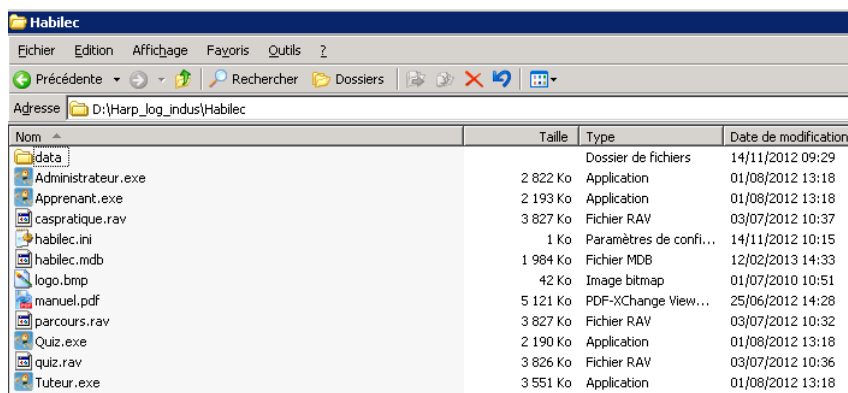 Habilec
Fichier Edition Affichage Favoris Outils ?
Précédente Rechercher Dossiers
Adresse D:\Harp_log_indus\Habilec
Nom Taille Type Date de modification
data Dossier de fichiers 14/11/2012 09:29
Administrateur.exe 2 822 Ko Application 01/08/2012 13:18
Apprenant.exe 2 193 Ko Application 01/08/2012 13:18
caspratique.rav 3 827 Ko Fichier RAV 03/07/2012 10:37
habilec.ini 1 Ko Paramètres de confi... 14/11/2012 10:15
habilec.mdb 1 984 Ko Fichier MDB 12/02/2013 14:33
logo.bmp 42 Ko Image bitmap 01/07/2010 10:51
manuel.pdf 5 121 Ko PDF-XChange View... 25/06/2012 14:28
parcours.rav 3 827 Ko Fichier RAV 03/07/2012 10:32
Quiz.exe 2 190 Ko Application 01/08/2012 13:18
quiz.rav 3 826 Ko Fichier RAV 03/07/2012 10:36
Tuteur.exe 3 551 Ko Application 01/08/2012 13:18